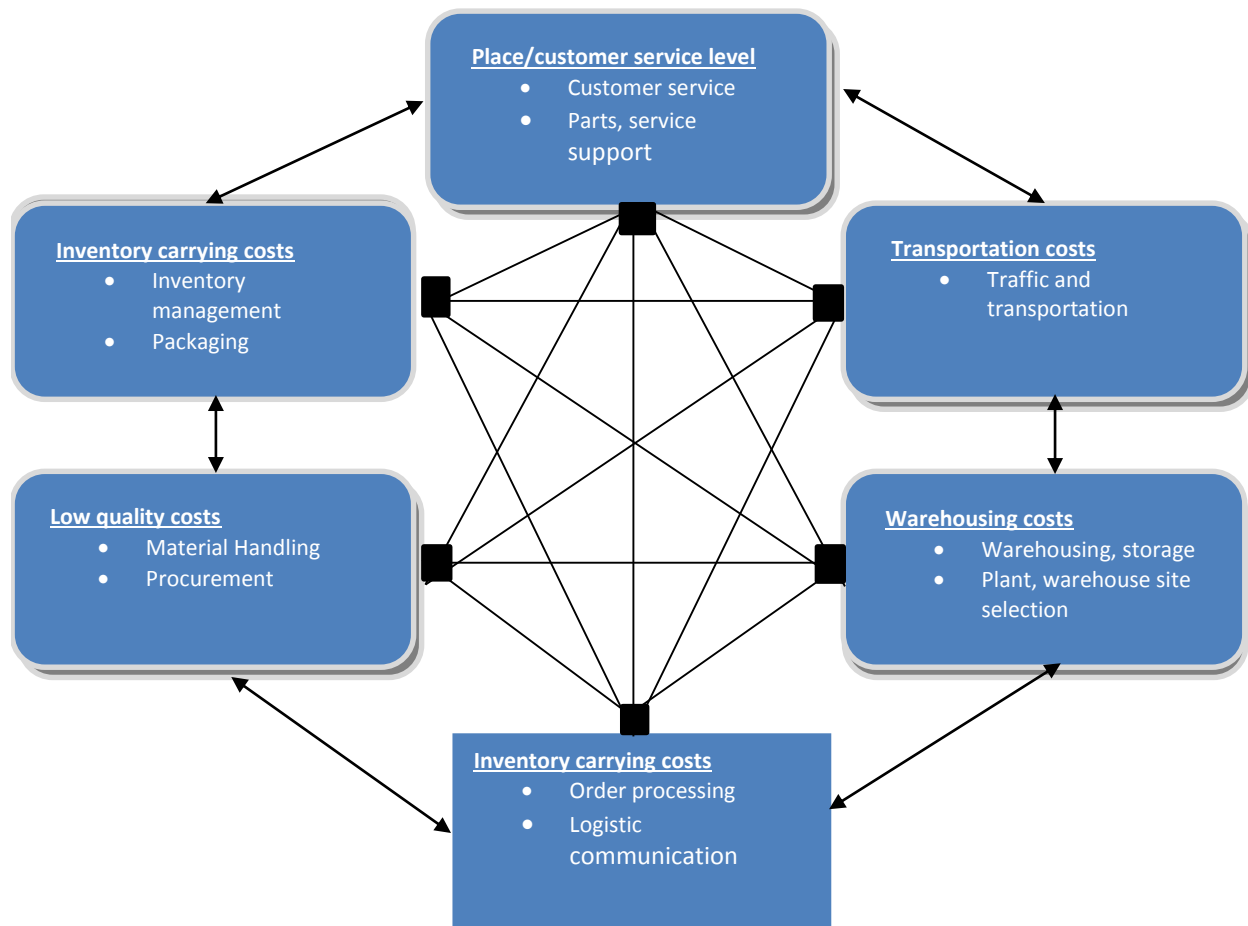 Place/customer service level
Customer service
Parts, service
support
Inventory carrying costs
Inventory
management
Packaging
Transportation costs
Traffic and
transportation
Low quality costs
Material Handling
Procurement
Warehousing costs
Warehousing, storage
Plant, warehouse site
selection
Inventory carrying costs
Order processing
Logistic
communication